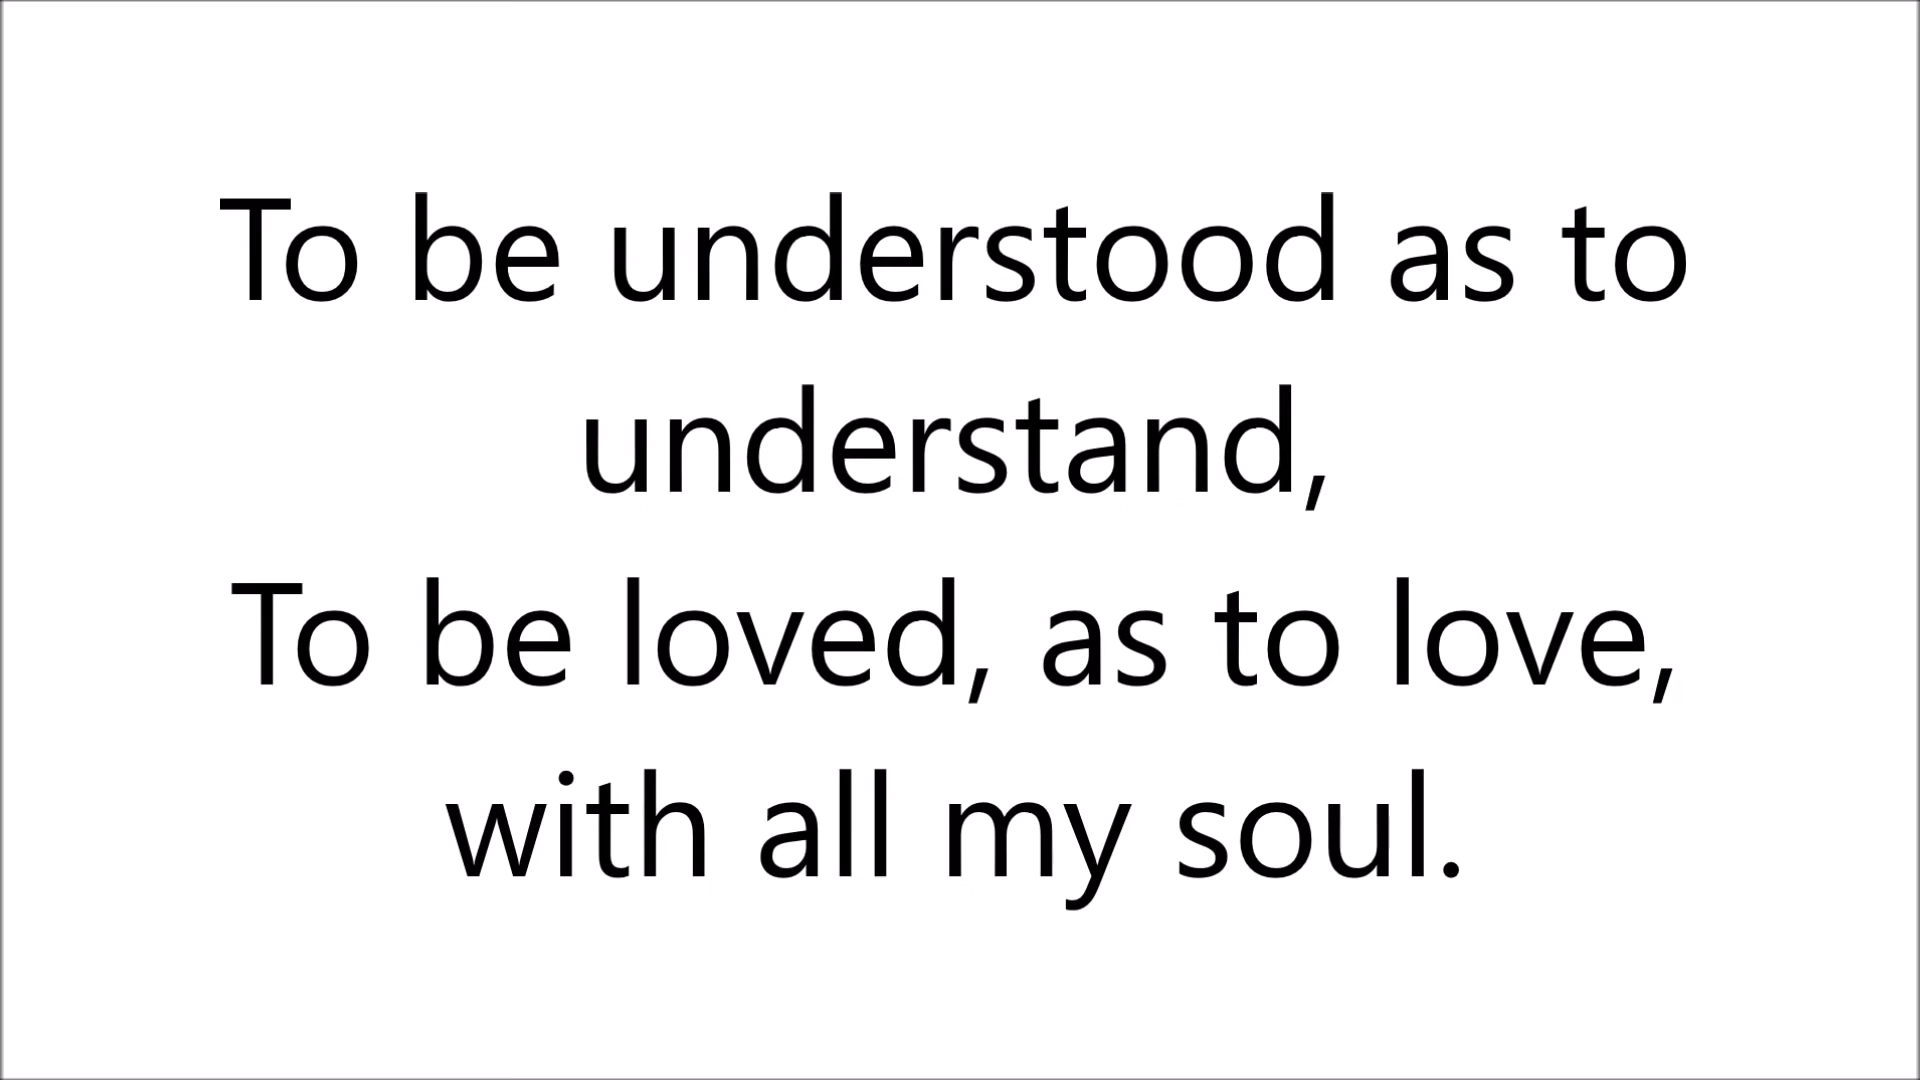 To be understood as to
understand,
To be loved, as to love,
with all my soul.